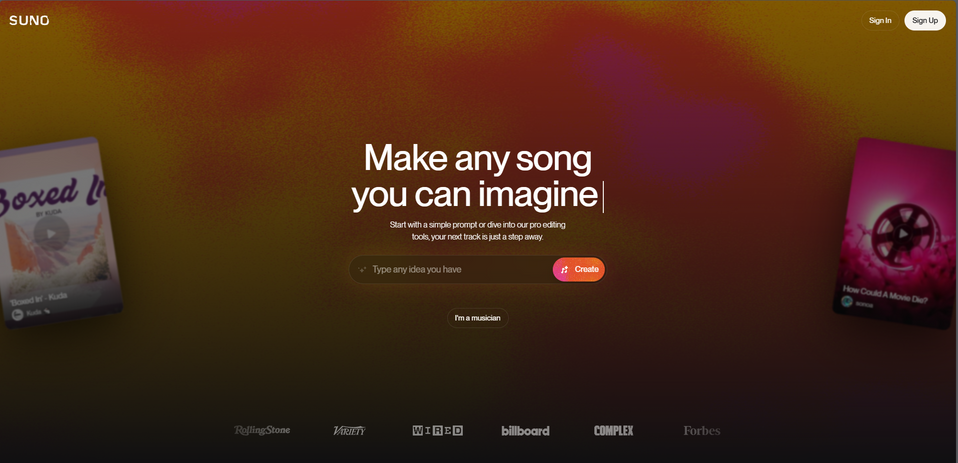 SUNO
Sign In
Sign Up
Make any song
you can imagine
Start with a simple prompt or dive into our pro editing
tools, your next track is just a step away.
Type any idea you have
Create
I'm a musician
Boxed In
BY KUDA
'Boxed In' - Kuda
Kuda
How Could A Movie Die?
RollingStone
VARIETY
WIRED
billboard
COMPLEX
Forbes